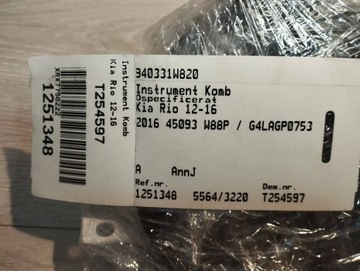 940331W820
Instrument Komb
Ospecificerat
Kia Rio 12-16
2016 45093 W88P / G4LAGP0753
A AnnJ
Ref.nr. Dem.nr.
1251348 5564/3220 T254597
Instrument Komb
Kia Rio 12-16
T254597
1251348